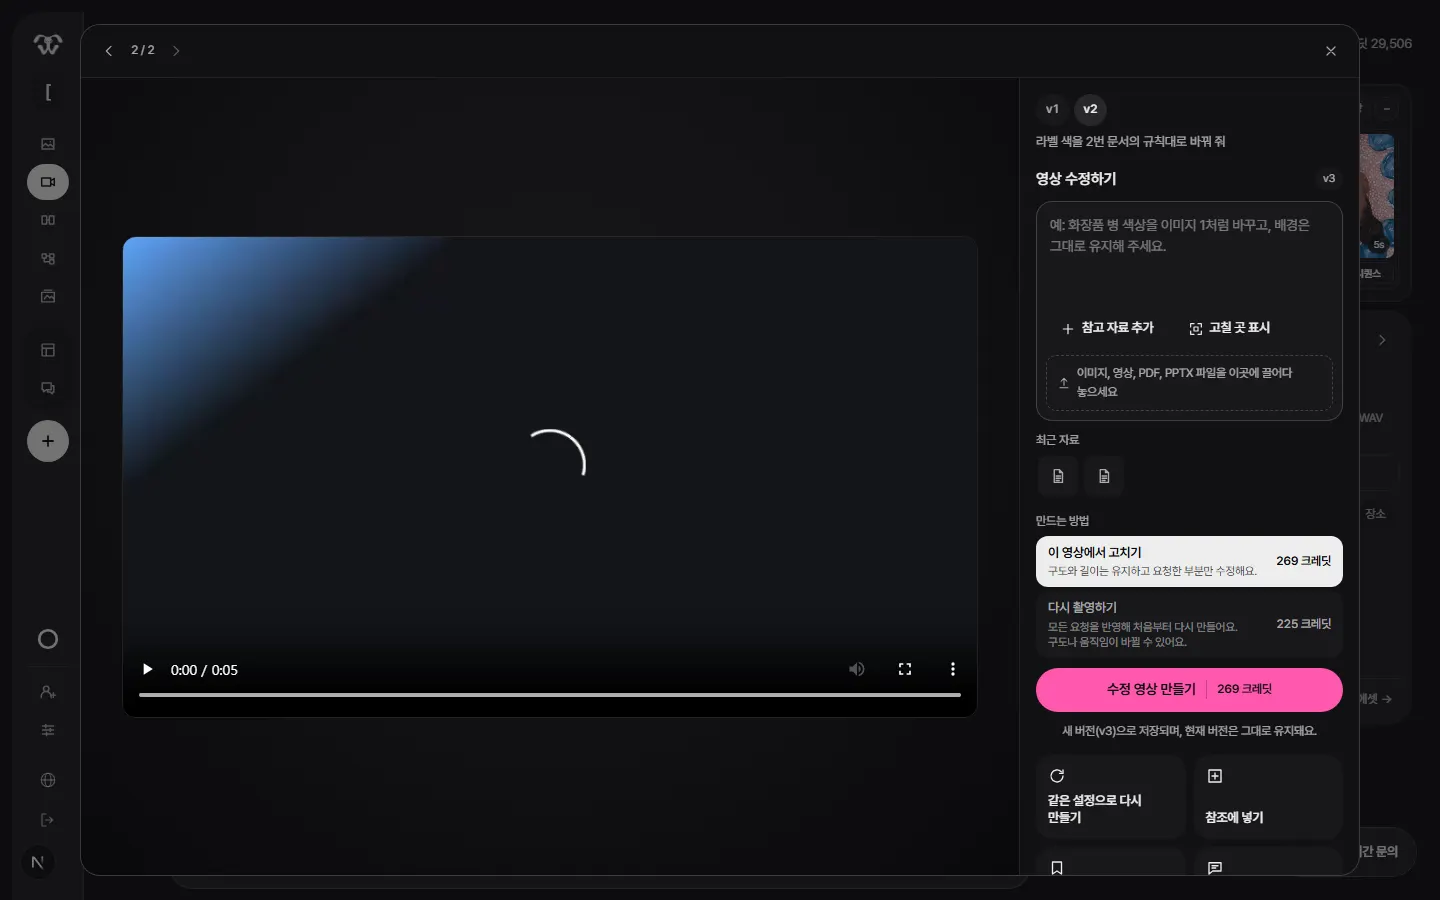 2 / 2
딧 29,506
[
v1
v2
라벨 색을 2번 문서의 규칙대로 바꿔 줘
영상 수정하기
v3
예: 화장품 병 색상을 이미지 1처럼 바꾸고, 배경은
그대로 유지해 주세요.
5s
시퀀스
참고 자료 추가
고칠 곳 표시
이미지, 영상, PDF, PPTX 파일을 이곳에 끌어다
놓으세요
WAV
최근 자료
장소
만드는 방법
이 영상에서 고치기
구도와 길이는 유지하고 요청한 부분만 수정해요.
269 크레딧
다시 촬영하기
모든 요청을 반영해 처음부터 다시 만들어요.
구도나 움직임이 바뀔 수 있어요.
225 크레딧
0:00 / 0:05
수정 영상 만들기
269 크레딧
에셋 →
새 버전(v3)으로 저장되며, 현재 버전은 그대로 유지돼요.
같은 설정으로 다시
만들기
참조에 넣기
간 문의
N